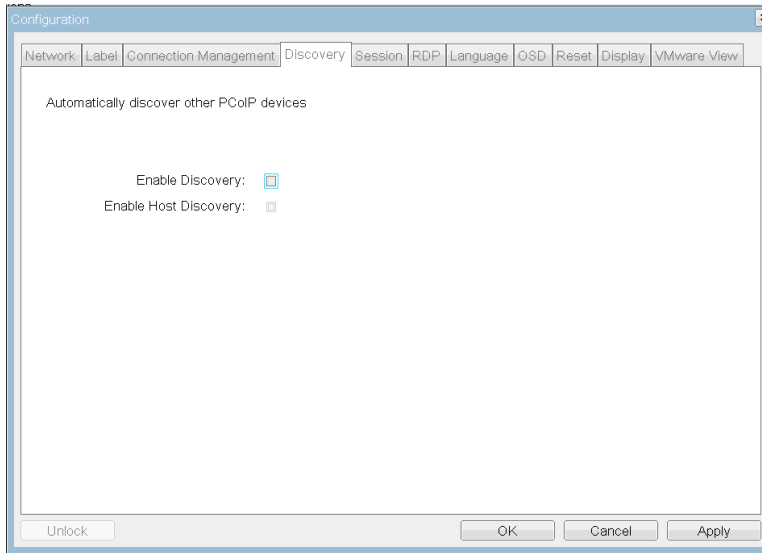 Configuration
Network Label Connection Management Discovery Session RDP Language OSD Reset Display VMware View
Automatically discover other PCoIP devices
Enable Discovery:
Enable Host Discovery:
Unlock OK Cancel Apply